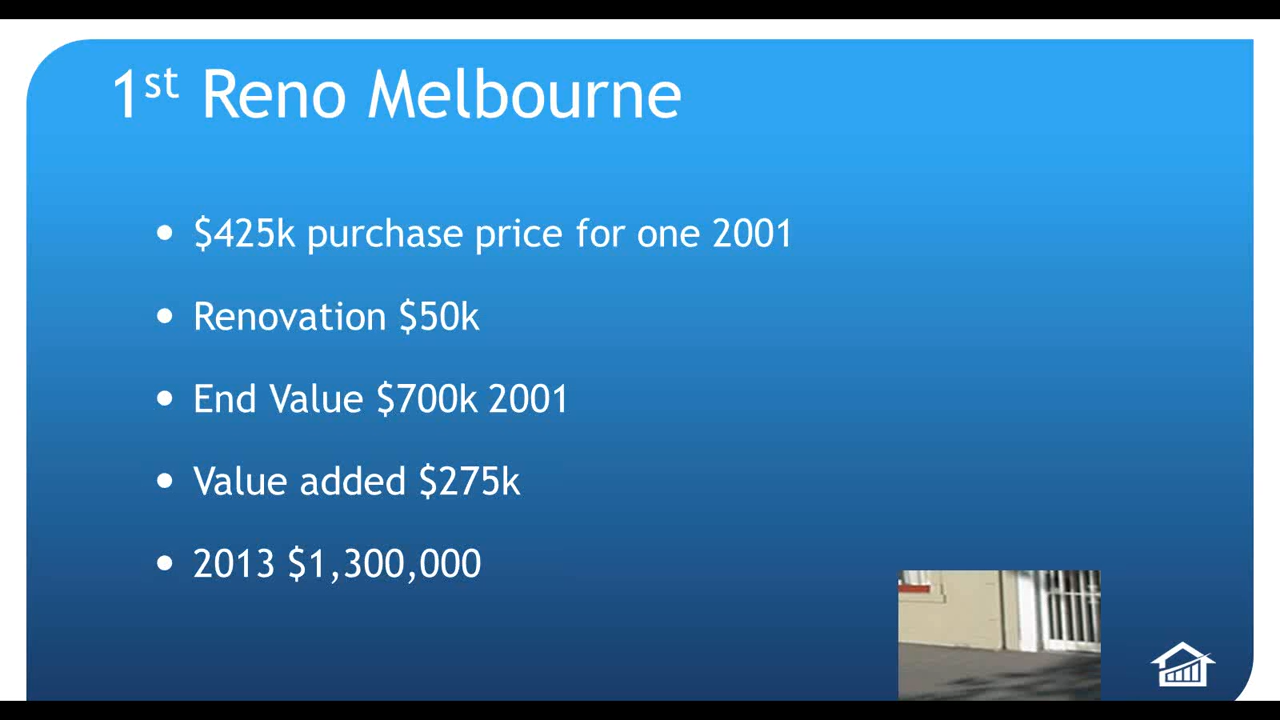 1st Reno Melbourne
• $425k purchase price for one 2001
• Renovation $50k
• End Value $700k 2001
• Value added $275k
• 2013 $1,300,000